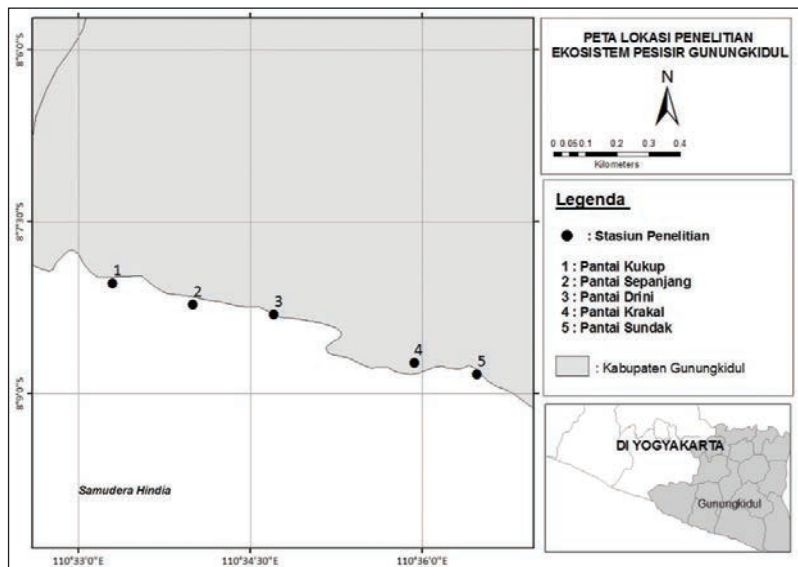 PETA LOKASI PENELITIAN
EKOSISTEM PESISIR GUNUNGKIDUL
N
0 0.050.1 0.2 0.3 0.4
Kilometers
Legenda
: Stasiun Penelitian
1 : Pantai Kukup
2 : Pantai Sepanjang
3 : Pantai Drini
4 : Pantai Krakal
5 : Pantai Sundak
: Kabupaten Gunungkidul
DI YOGYAKARTA
Gunungkidul
8°6'0"S
8°7'30"S
8°9'0"S
1
2
3
4
5
Samudera Hindia
110°33'0"E 110°34'30"E 110°36'0"E